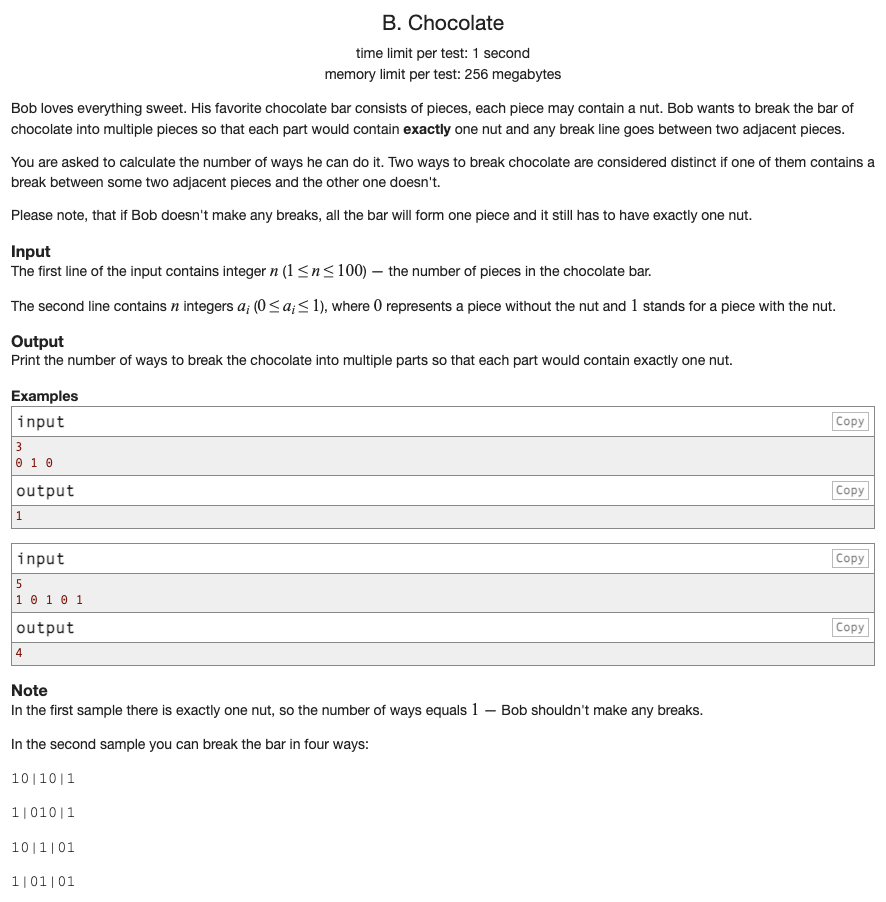 B. Chocolate
time limit per test: 1 second
memory limit per test: 256 megabytes
Bob loves everything sweet. His favorite chocolate bar consists of pieces, each piece may contain a nut. Bob wants to break the bar of
chocolate into multiple pieces so that each part would contain exactly one nut and any break line goes between two adjacent pieces.
You are asked to calculate the number of ways he can do it. Two ways to break chocolate are considered distinct if one of them contains a
break between some two adjacent pieces and the other one doesn't.
Please note, that if Bob doesn't make any breaks, all the bar will form one piece and it still has to have exactly one nut.
Input
The first line of the input contains integer n (1 ≤ n ≤ 100) — the number of pieces in the chocolate bar.
The second line contains n integers aᵢ (0 ≤ aᵢ ≤ 1), where 0 represents a piece without the nut and 1 stands for a piece with the nut.
Output
Print the number of ways to break the chocolate into multiple parts so that each part would contain exactly one nut.
Examples
input Copy
3
0 1 0
output Copy
1
input Copy
5
1 0 1 0 1
output Copy
4
Note
In the first sample there is exactly one nut, so the number of ways equals 1 — Bob shouldn't make any breaks.
In the second sample you can break the bar in four ways:
10|10|1
1|010|1
10|1|01
1|01|01